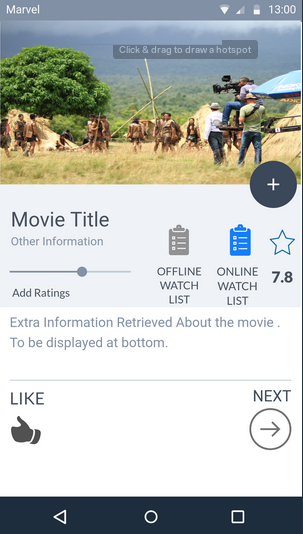 Marvel 13:00
Click & drag to draw a hotspot
Movie Title
Other Information
Add Ratings
OFFLINE
WATCH
LIST
ONLINE
WATCH
LIST
7.8
Extra Information Retrieved About the movie .
To be displayed at bottom.
LIKE
NEXT